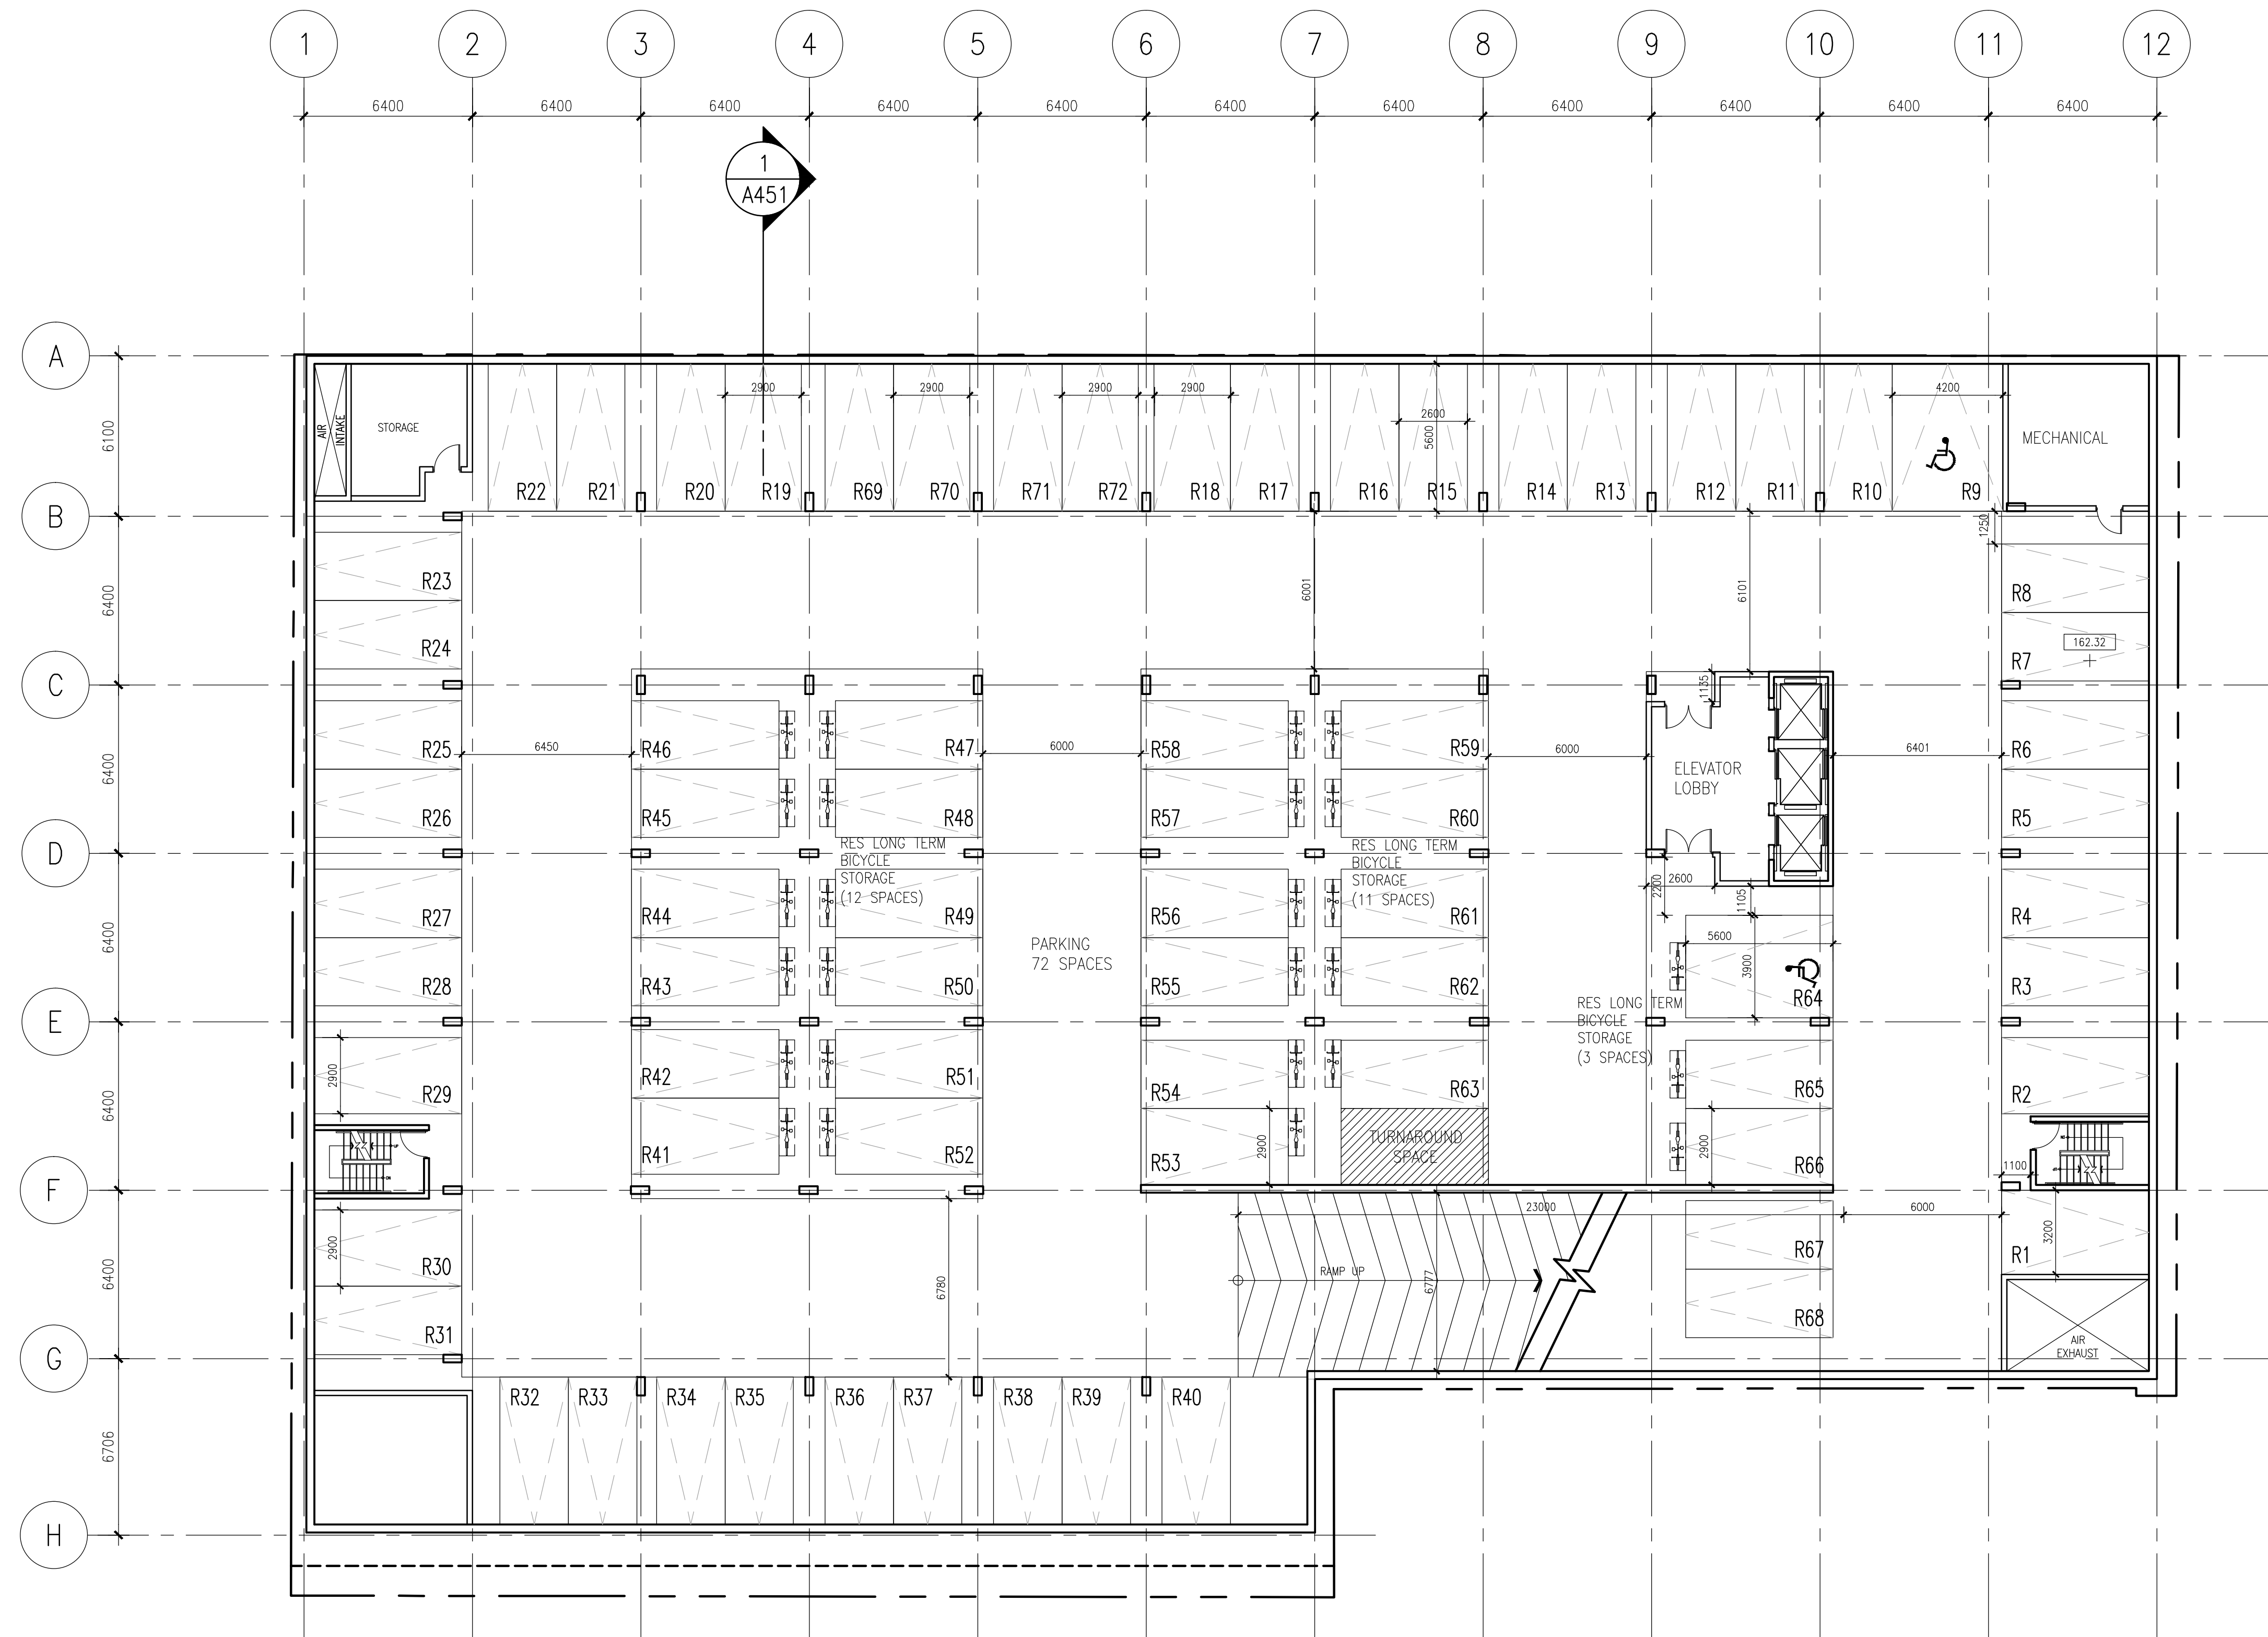 1 2 3 4 5 6 7 8 9 10 11 12
6400 6400 6400 6400 6400 6400 6400 6400 6400 6400 6400
1
A451
A
B
C
D
E
F
G
H
6100
6400
6400
6400
6400
6400
6706
AIR
INTAKE
STORAGE
2900 2900 2900 2900
2600
5600
4200
MECHANICAL
R22 R21 R20 R19 R69 R70 R71 R72 R18 R17 R16 R15 R14 R13 R12 R11 R10 R9
1250
R23
R24
6001
6101
R8
162.32
R7
1135
R25
R26
6450
R46
R45
R47
R48
6000
R58
R57
R59
R60
6000
ELEVATOR
LOBBY
6401
R6
R5
RES LONG TERM
BICYCLE
STORAGE
(12 SPACES)
RES LONG TERM
BICYCLE
STORAGE
(11 SPACES)
2200
2600
1105
R27
R28
R44
R43
R49
R50
PARKING
72 SPACES
R56
R55
R61
R62
5600
3900
R64
R4
R3
RES LONG TERM
BICYCLE
STORAGE
(3 SPACES)
2900
R29
R42
R41
R51
R52
R54
R53
2900
R63
TURNAROUND
SPACE
R65
2900
R66
R2
1100
2900
R30
R31
6780
23000
6000
RAMP UP
6777
R67
R68
3200
R1
AIR
EXHAUST
R32 R33 R34 R35 R36 R37 R38 R39 R40